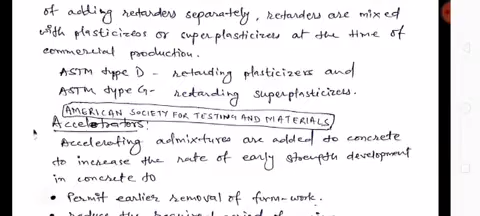 of adding retarders separately, retarders are mixed
with plasticizeos or superplasticizers at the time of
commercial production.
ASTM type D - retarding plasticizers and
ASTM type G- retarding superplasticizers.
AMERICAN SOCIETY FOR TESTING AND MATERIALS
Accelerators:
Accelerating admixtures are added to concrete
to increase the rate of early strength development
in concrete to
• Permit earlier removal of form-work.